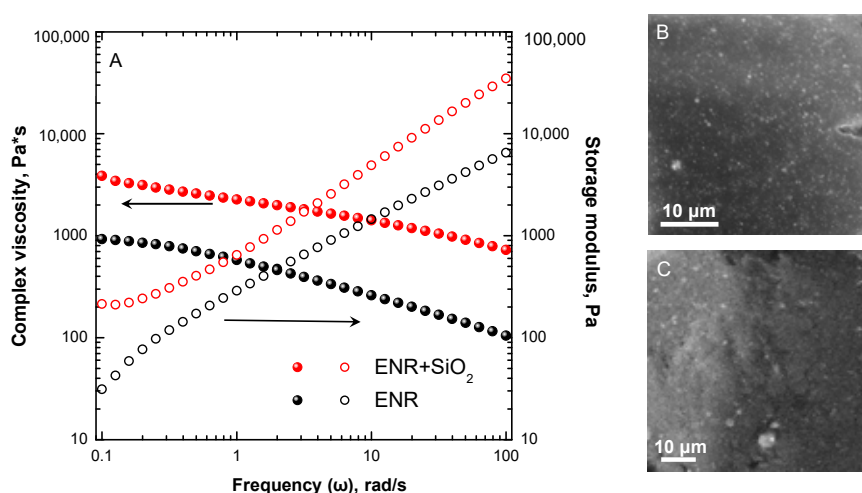 A
Complex viscosity, Pa*s
100,000
10,000
1000
100
10
0.1
1
10
100
Frequency (ω), rad/s
100,000
10,000
1000
100
10
Storage modulus, Pa
ENR+SiO₂
ENR
B
10 µm
C
10 µm